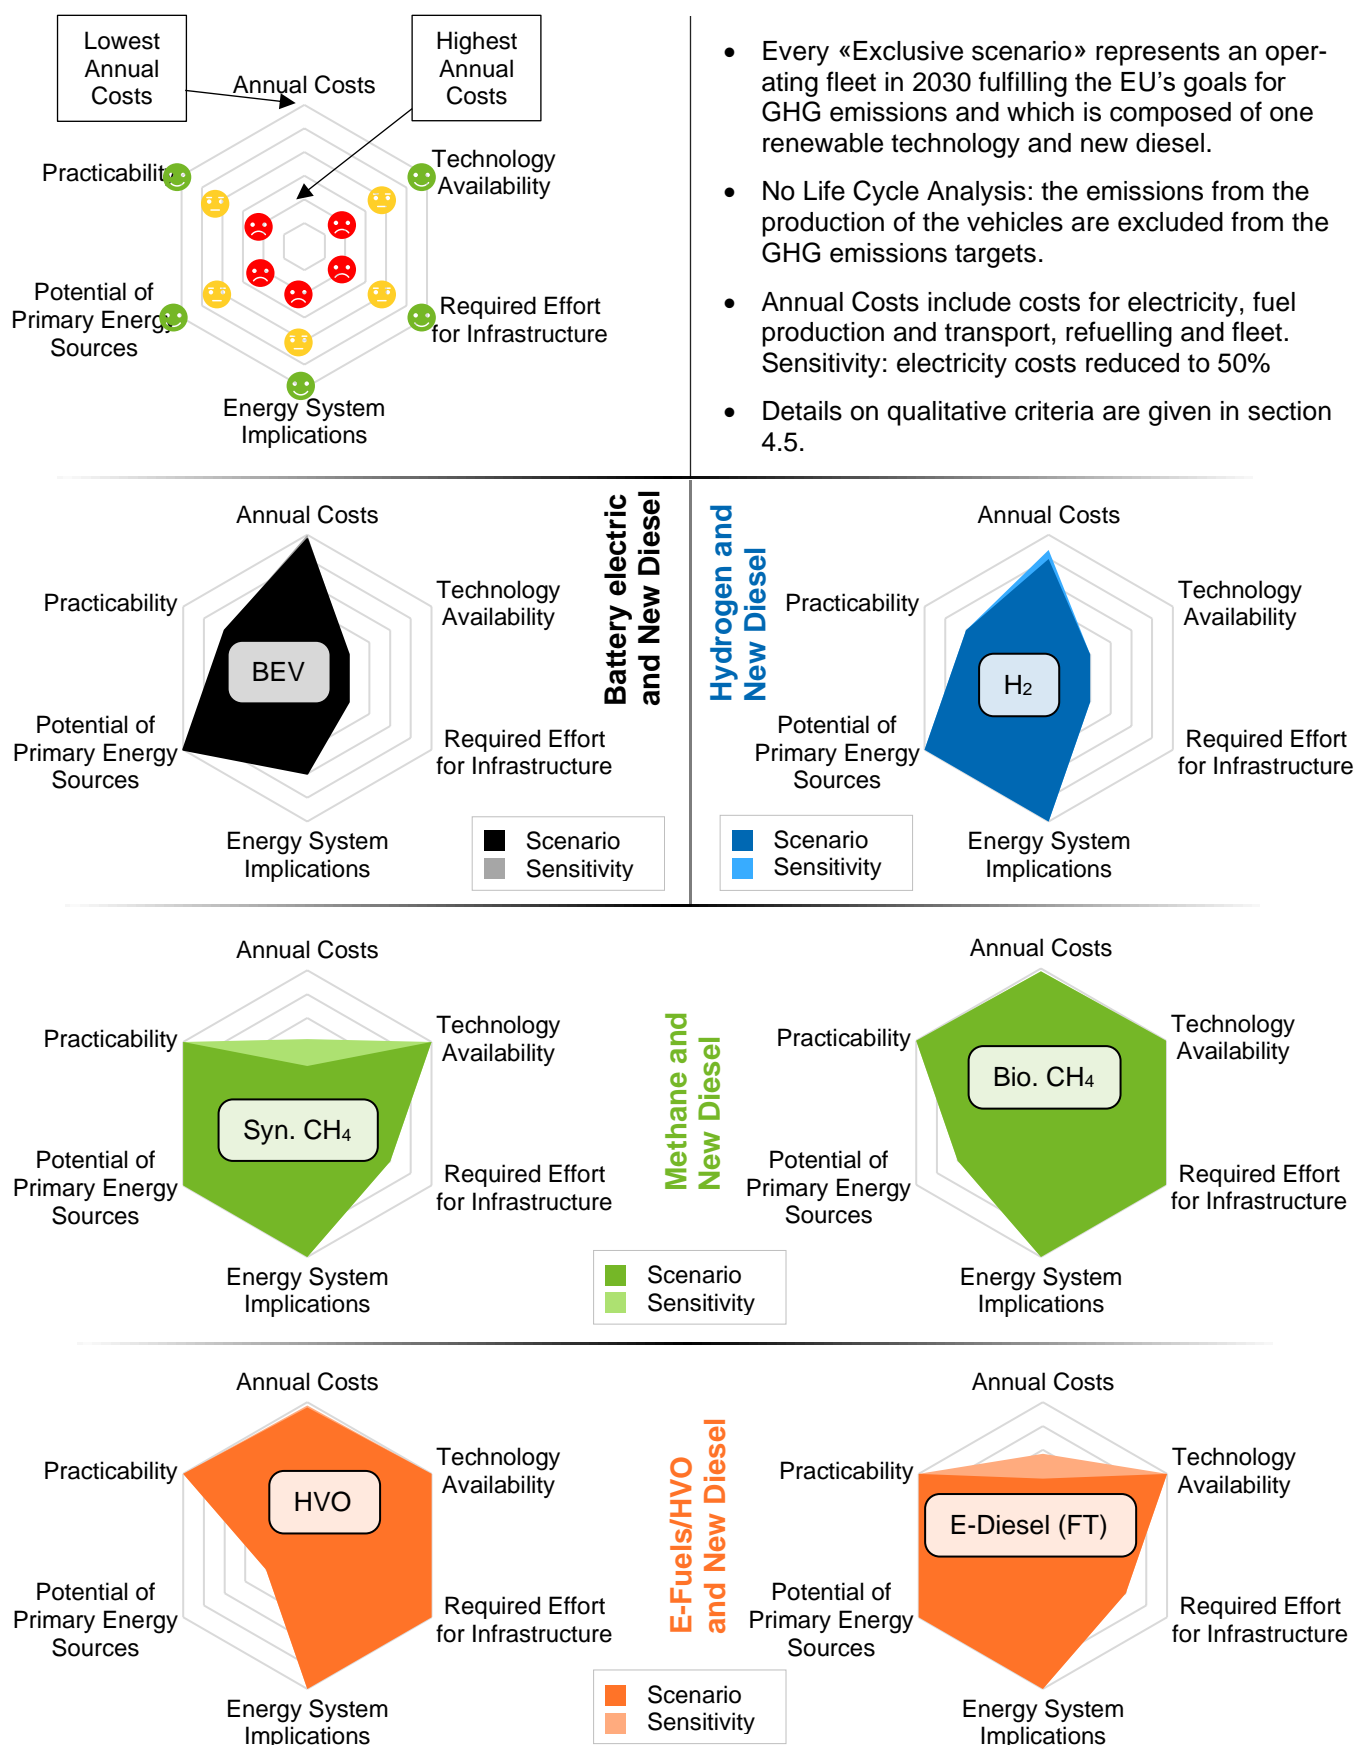 Lowest
Annual
Costs
Highest
Annual
Costs
Annual Costs
Practicability
Technology
Availability
Potential of
Primary Energy
Sources
Required Effort
for Infrastructure
Energy System
Implications
• Every «Exclusive scenario» represents an oper-
ating fleet in 2030 fulfilling the EU's goals for
GHG emissions and which is composed of one
renewable technology and new diesel.
• No Life Cycle Analysis: the emissions from the
production of the vehicles are excluded from the
GHG emissions targets.
• Annual Costs include costs for electricity, fuel
production and transport, refuelling and fleet.
Sensitivity: electricity costs reduced to 50%
• Details on qualitative criteria are given in section
4.5.
Annual Costs
Practicability
Technology
Availability
BEV
Potential of
Primary Energy
Sources
Required Effort
for Infrastructure
Energy System
Implications
Scenario
Sensitivity
Battery electric
and New Diesel
Hydrogen and
New Diesel
Annual Costs
Practicability
Technology
Availability
H₂
Potential of
Primary Energy
Sources
Required Effort
for Infrastructure
Energy System
Implications
Scenario
Sensitivity
Annual Costs
Practicability
Technology
Availability
Syn. CH₄
Potential of
Primary Energy
Sources
Required Effort
for Infrastructure
Energy System
Implications
Methane and
New Diesel
Scenario
Sensitivity
Annual Costs
Practicability
Technology
Availability
Bio. CH₄
Potential of
Primary Energy
Sources
Required Effort
for Infrastructure
Energy System
Implications
Annual Costs
Practicability
Technology
Availability
HVO
Potential of
Primary Energy
Sources
Required Effort
for Infrastructure
Energy System
Implications
E-Fuels/HVO
and New Diesel
Scenario
Sensitivity
Annual Costs
Practicability
Technology
Availability
E-Diesel (FT)
Potential of
Primary Energy
Sources
Required Effort
for Infrastructure
Energy System
Implications